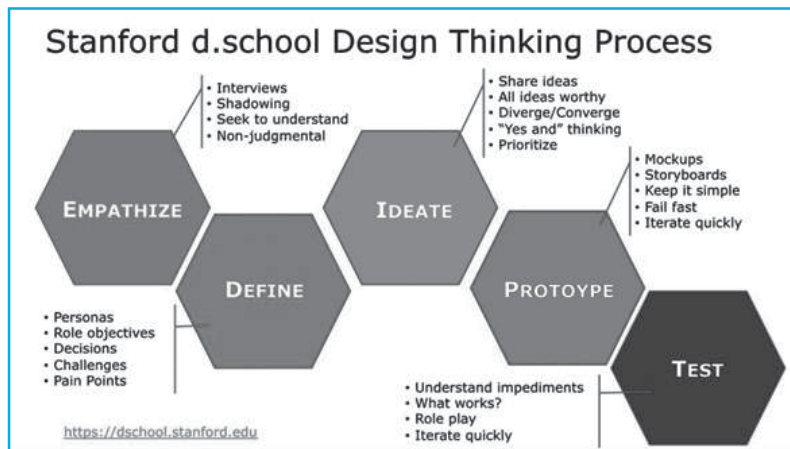 Stanford d.school Design Thinking Process
• Interviews
• Shadowing
• Seek to understand
• Non-judgmental
• Share ideas
• All ideas worthy
• Diverge/Converge
• “Yes and” thinking
• Prioritize
• Mockups
• Storyboards
• Keep it simple
• Fail fast
• Iterate quickly
EMPATHIZE
IDEATE
DEFINE
PROTOYPE
TEST
• Personas
• Role objectives
• Decisions
• Challenges
• Pain Points
• Understand impediments
• What works?
• Role play
• Iterate quickly
https://dschool.stanford.edu